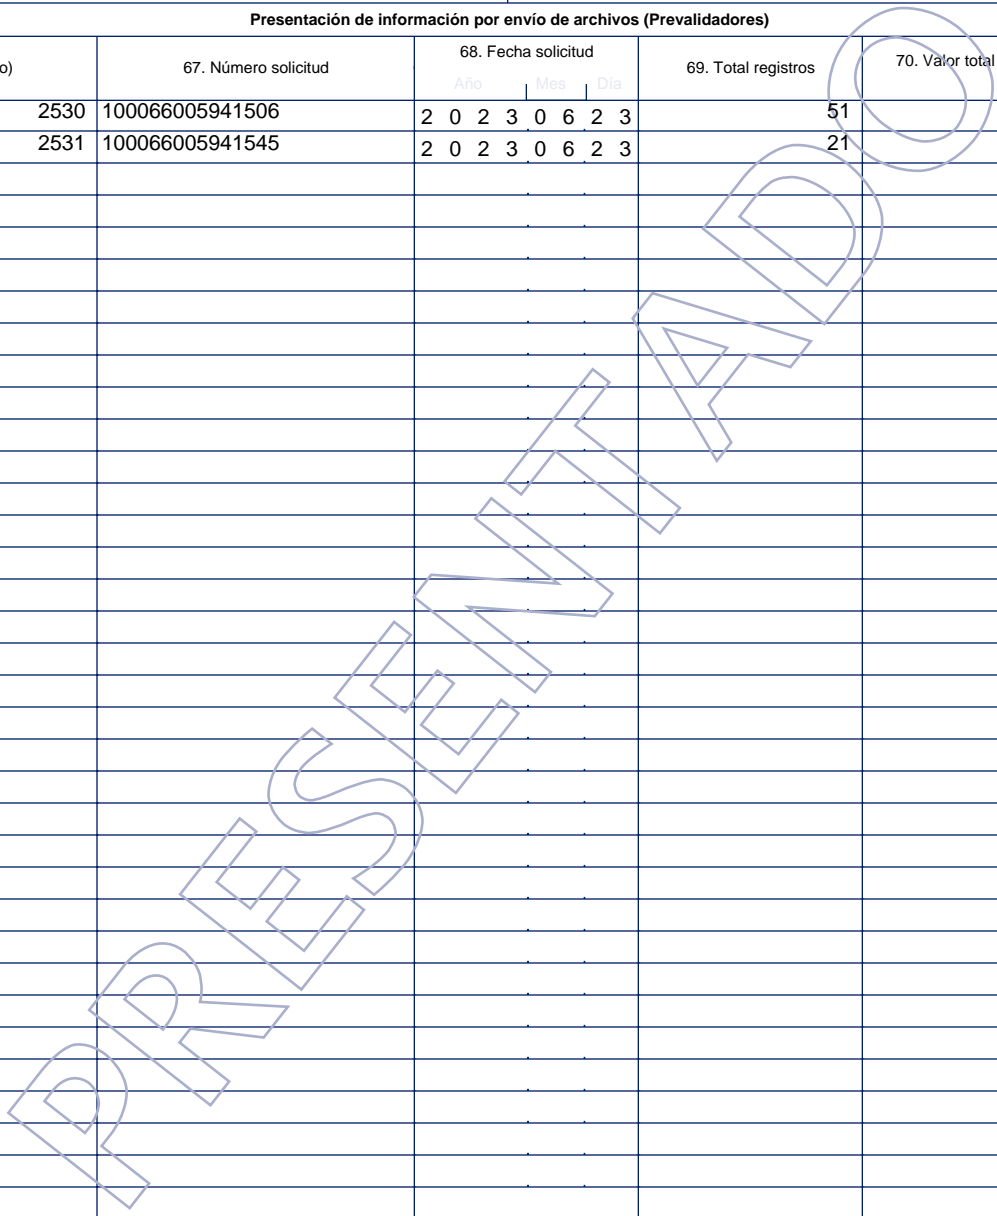 Presentación de información por envío de archivos (Prevalidadores)
o) 67. Número solicitud 68. Fecha solicitud 69. Total registros 70. Valor total
Año Mes Día
2530 100066005941506 2 0 2 3 0 6 2 3 51
2531 100066005941545 2 0 2 3 0 6 2 3 21
PRESENTADO